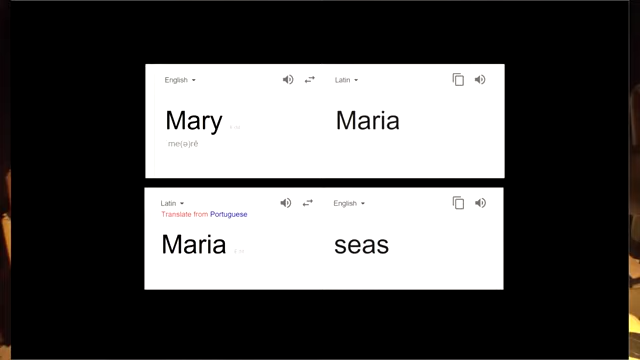 English Latin
Mary Maria
me(ə)rē
Latin English
Translate from Portuguese
Maria seas